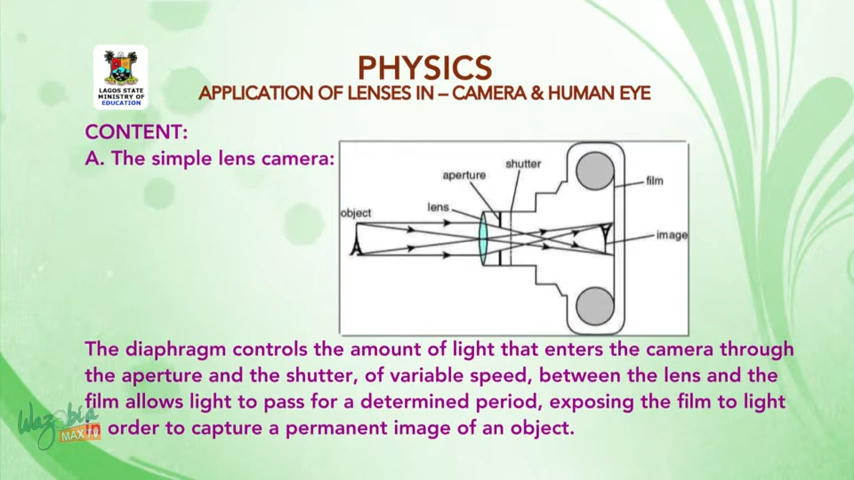 LAGOS STATE
MINISTRY OF
EDUCATION
PHYSICS
APPLICATION OF LENSES IN – CAMERA & HUMAN EYE
CONTENT:
A. The simple lens camera:
shutter
aperture
film
lens
object
image
The diaphragm controls the amount of light that enters the camera through
the aperture and the shutter, of variable speed, between the lens and the
film allows light to pass for a determined period, exposing the film to light
in order to capture a permanent image of an object.
Wazobia
MAX TV